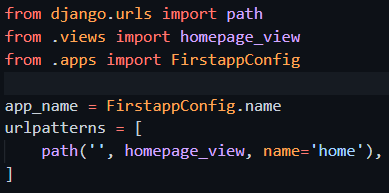 from django.urls import path
from .views import homepage_view
from .apps import FirstappConfig

app_name = FirstappConfig.name
urlpatterns = [
    path('', homepage_view, name='home'),
]